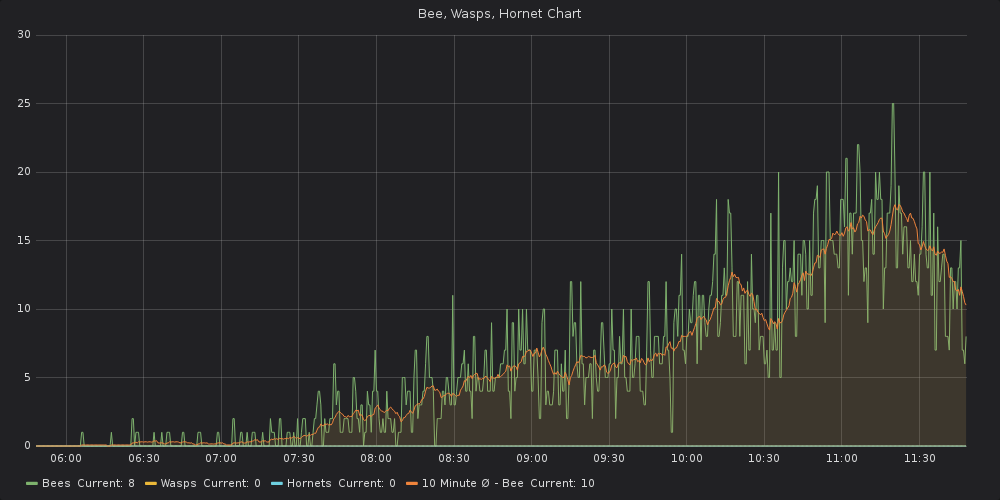 Bee, Wasps, Hornet Chart
30
25
20
15
10
5
0
06:00 06:30 07:00 07:30 08:00 08:30 09:00 09:30 10:00 10:30 11:00 11:30
Bees Current: 8 Wasps Current: 0 Hornets Current: 0 10 Minute Ø - Bee Current: 10